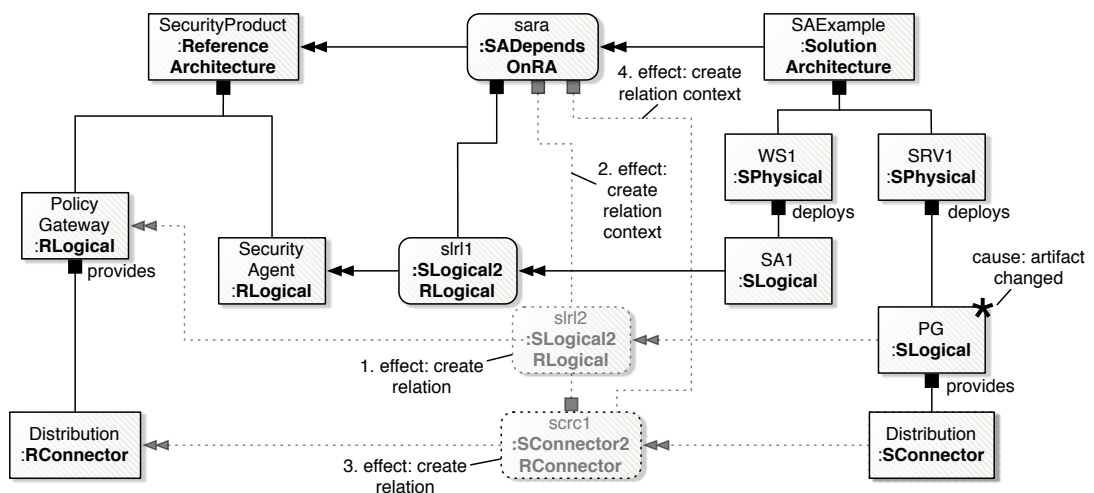 SecurityProduct
:Reference
Architecture
sara
:SADepends
OnRA
SAExample
:Solution
Architecture
4. effect: create
relation context
WS1
:SPhysical
SRV1
:SPhysical
2. effect:
create
relation
context
deploys
deploys
Policy
Gateway
:RLogical
provides
Security
Agent
:RLogical
slrl1
:SLogical2
RLogical
SA1
:SLogical
cause: artifact
changed
slrl2
:SLogical2
RLogical
PG
:SLogical
1. effect: create
relation
provides
Distribution
:RConnector
scrc1
:SConnector2
RConnector
Distribution
:SConnector
3. effect: create
relation